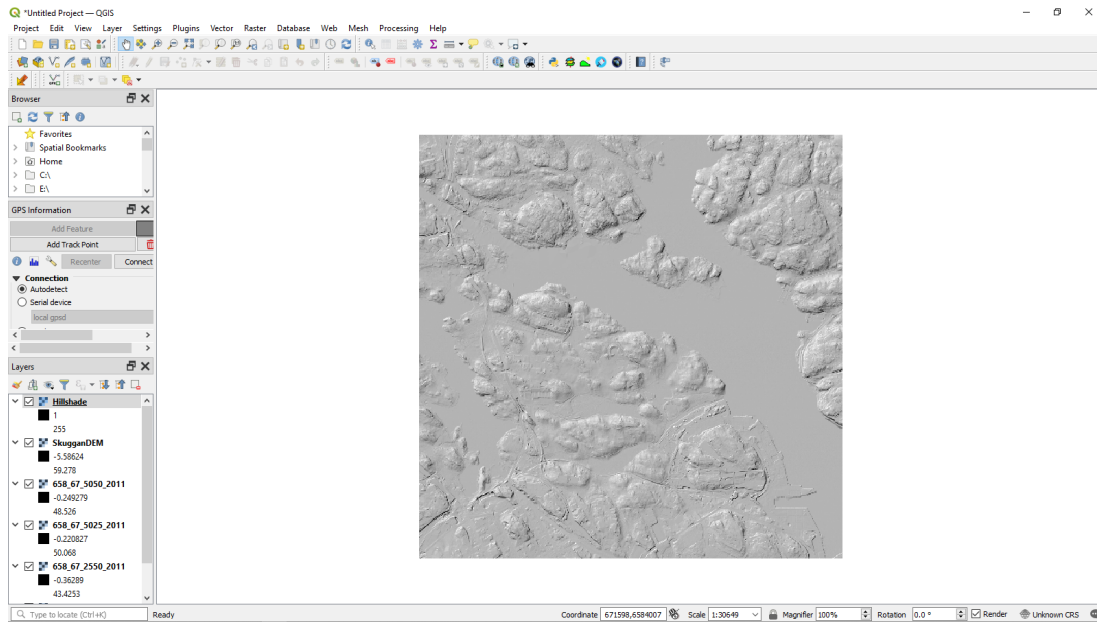 *Untitled Project — QGIS
Project Edit View Layer Settings Plugins Vector Raster Database Web Mesh Processing Help
Browser
Favorites
Spatial Bookmarks
Home
C:\
E:\
GPS Information
Add Feature
Add Track Point
Recenter Connect
Connection
Autodetect
Serial device
local gpsd
Layers
Hillshade
1
255
SkugganDEM
-5.58624
59.278
658_67_5050_2011
-0.249279
48.526
658_67_5025_2011
-0.220827
50.068
658_67_2550_2011
-0.36289
43.4253
Type to locate (Ctrl+K) Ready Coordinate 671598,6584007 Scale 1:30649 Magnifier 100% Rotation 0.0 ° Render Unknown CRS